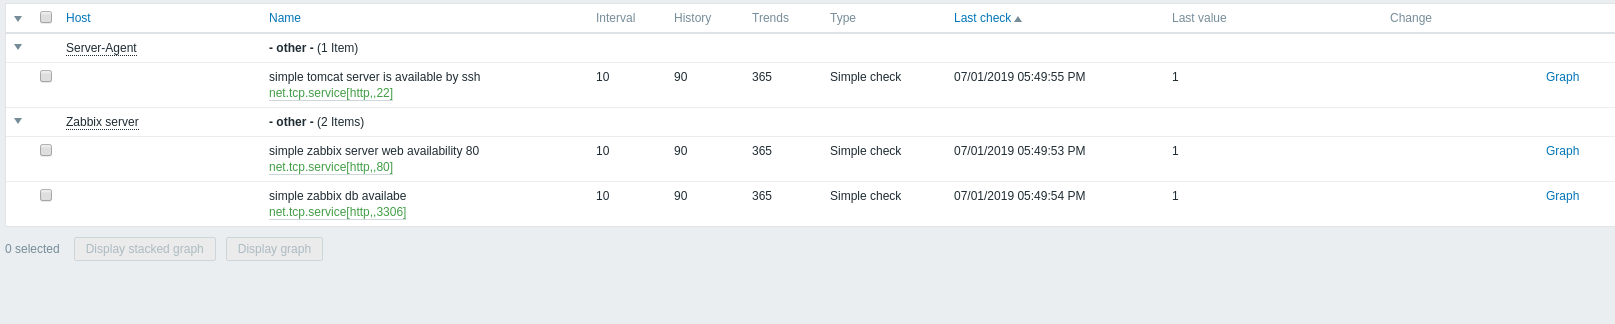 Host Name Interval History Trends Type Last check Last value Change
Server-Agent - other - (1 Item)
simple tomcat server is available by ssh 10 90 365 Simple check 07/01/2019 05:49:55 PM 1 Graph
net.tcp.service[http,,22]
Zabbix server - other - (2 Items)
simple zabbix server web availability 80 10 90 365 Simple check 07/01/2019 05:49:53 PM 1 Graph
net.tcp.service[http,,80]
simple zabbix db availabe 10 90 365 Simple check 07/01/2019 05:49:54 PM 1 Graph
net.tcp.service[http,,3306]
0 selected Display stacked graph Display graph